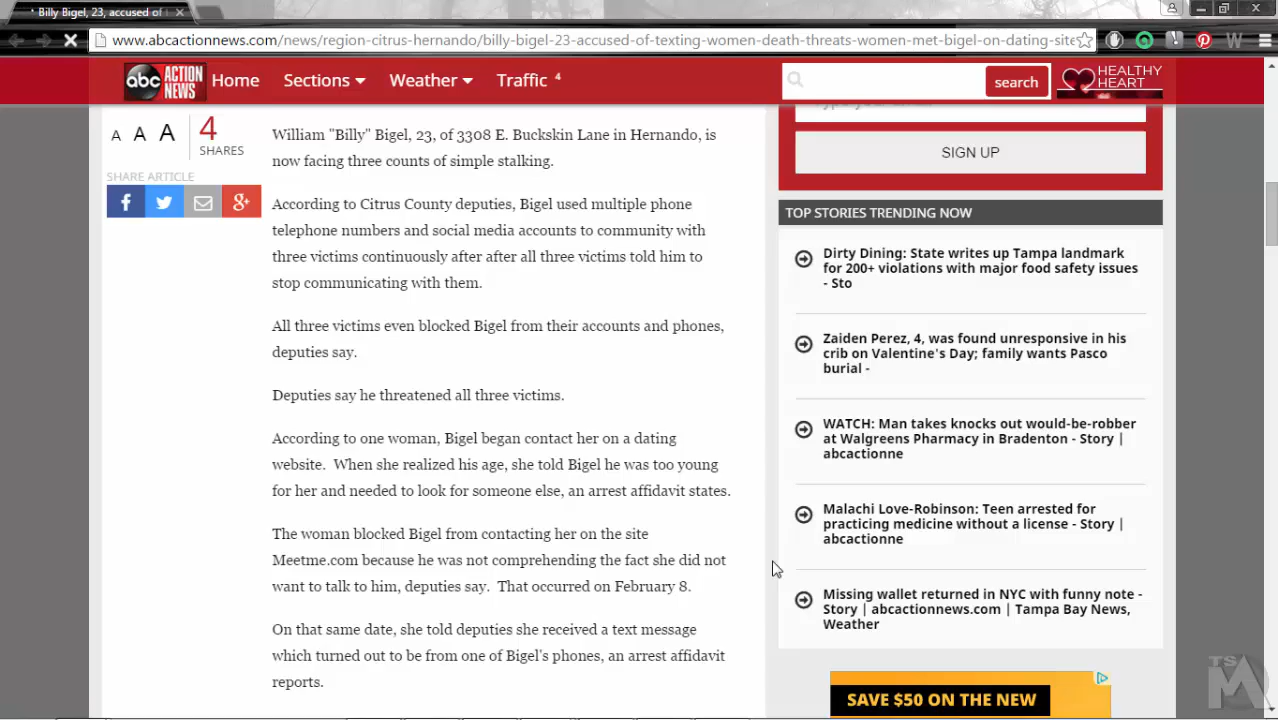 Billy Bigel, 23, accused of
www.abcactionnews.com/news/region-citrus-hernando/billy-bigel-23-accused-of-texting-women-death-threats-women-met-bigel-on-dating-site
abc ACTION NEWS
Home
Sections
Weather
Traffic 4
search
HEALTHY HEART
A A A
4
SHARES
SHARE ARTICLE
William "Billy" Bigel, 23, of 3308 E. Buckskin Lane in Hernando, is
now facing three counts of simple stalking.
According to Citrus County deputies, Bigel used multiple phone
telephone numbers and social media accounts to community with
three victims continuously after after all three victims told him to
stop communicating with them.
All three victims even blocked Bigel from their accounts and phones,
deputies say.
Deputies say he threatened all three victims.
According to one woman, Bigel began contact her on a dating
website.  When she realized his age, she told Bigel he was too young
for her and needed to look for someone else, an arrest affidavit states.
The woman blocked Bigel from contacting her on the site
Meetme.com because he was not comprehending the fact she did not
want to talk to him, deputies say.  That occurred on February 8.
On that same date, she told deputies she received a text message
which turned out to be from one of Bigel's phones, an arrest affidavit
reports.
SIGN UP
TOP STORIES TRENDING NOW
Dirty Dining: State writes up Tampa landmark
for 200+ violations with major food safety issues
- Sto
Zaiden Perez, 4, was found unresponsive in his
crib on Valentine's Day; family wants Pasco
burial -
WATCH: Man takes knocks out would-be-robber
at Walgreens Pharmacy in Bradenton - Story |
abcactionne
Malachi Love-Robinson: Teen arrested for
practicing medicine without a license - Story |
abcactionne
Missing wallet returned in NYC with funny note -
Story | abcactionnews.com | Tampa Bay News,
Weather
SAVE $50 ON THE NEW
TSM